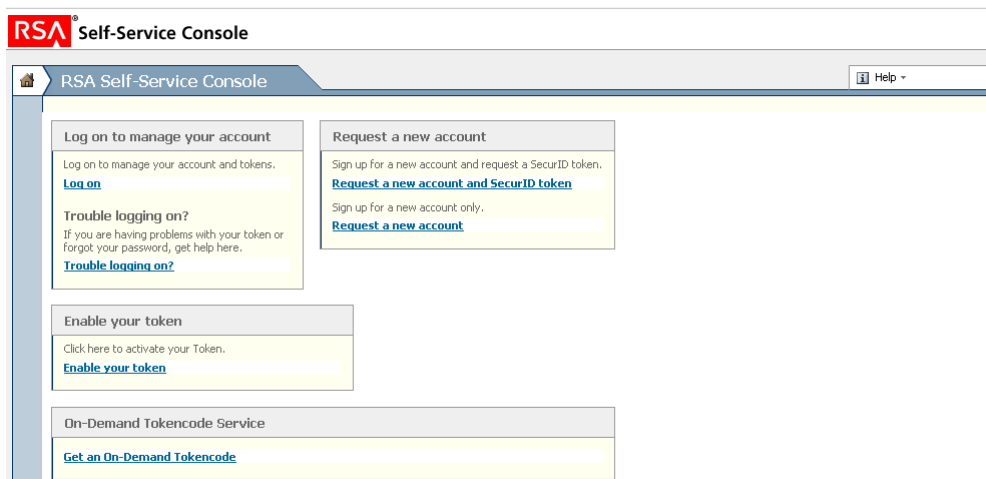 RSA® Self-Service Console
RSA Self-Service Console
Help
Log on to manage your account
Log on to manage your account and tokens.
Log on
Trouble logging on?
If you are having problems with your token or
forgot your password, get help here.
Trouble logging on?
Request a new account
Sign up for a new account and request a SecurID token.
Request a new account and SecurID token
Sign up for a new account only.
Request a new account
Enable your token
Click here to activate your Token.
Enable your token
On-Demand Tokencode Service
Get an On-Demand Tokencode